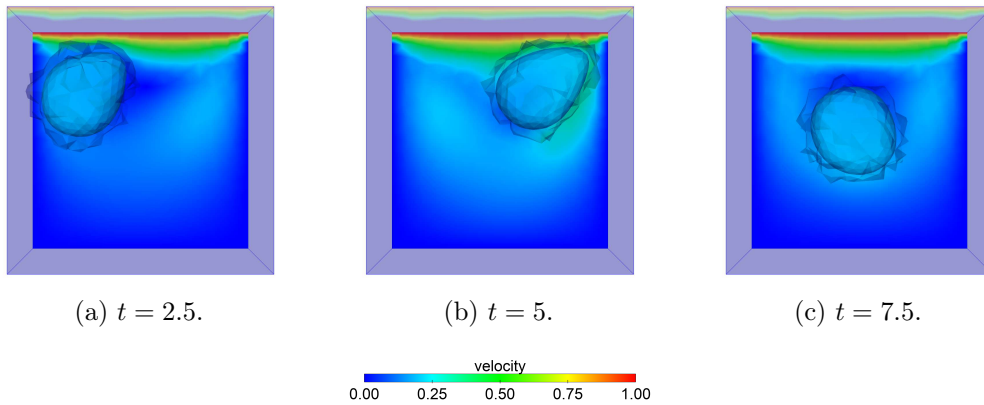 (a) t = 2.5.
(b) t = 5.
(c) t = 7.5.
velocity
0.00 0.25 0.50 0.75 1.00